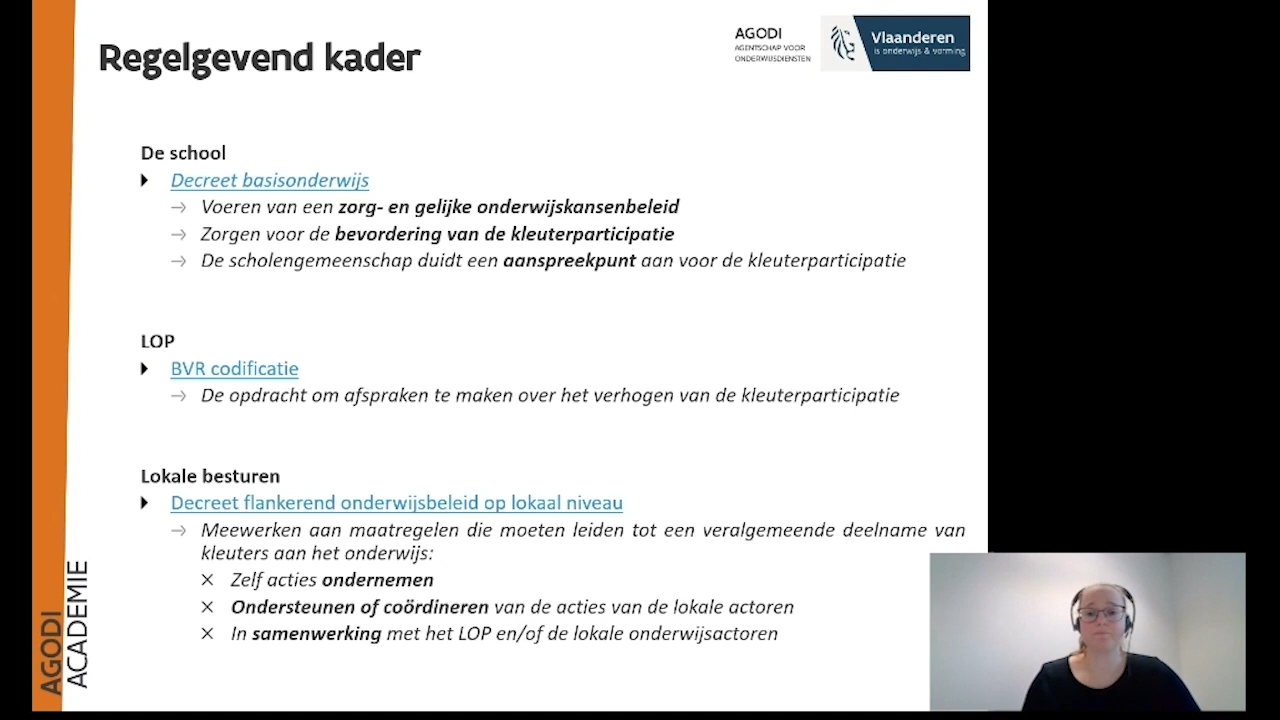 Regelgevend kader
AGODI
AGENTSCHAP VOOR
ONDERWIJSDIENSTEN
Vlaanderen
is onderwijs & vorming
De school
Decreet basisonderwijs
→ Voeren van een zorg- en gelijke onderwijskansenbeleid
→ Zorgen voor de bevordering van de kleuterparticipatie
→ De scholengemeenschap duidt een aanspreekpunt aan voor de kleuterparticipatie
LOP
BVR codificatie
→ De opdracht om afspraken te maken over het verhogen van de kleuterparticipatie
Lokale besturen
Decreet flankerend onderwijsbeleid op lokaal niveau
→ Meewerken aan maatregelen die moeten leiden tot een veralgemeende deelname van
kleuters aan het onderwijs:
× Zelf acties ondernemen
× Ondersteunen of coördineren van de acties van de lokale actoren
× In samenwerking met het LOP en/of de lokale onderwijsactoren
AGODI
ACADEMIE